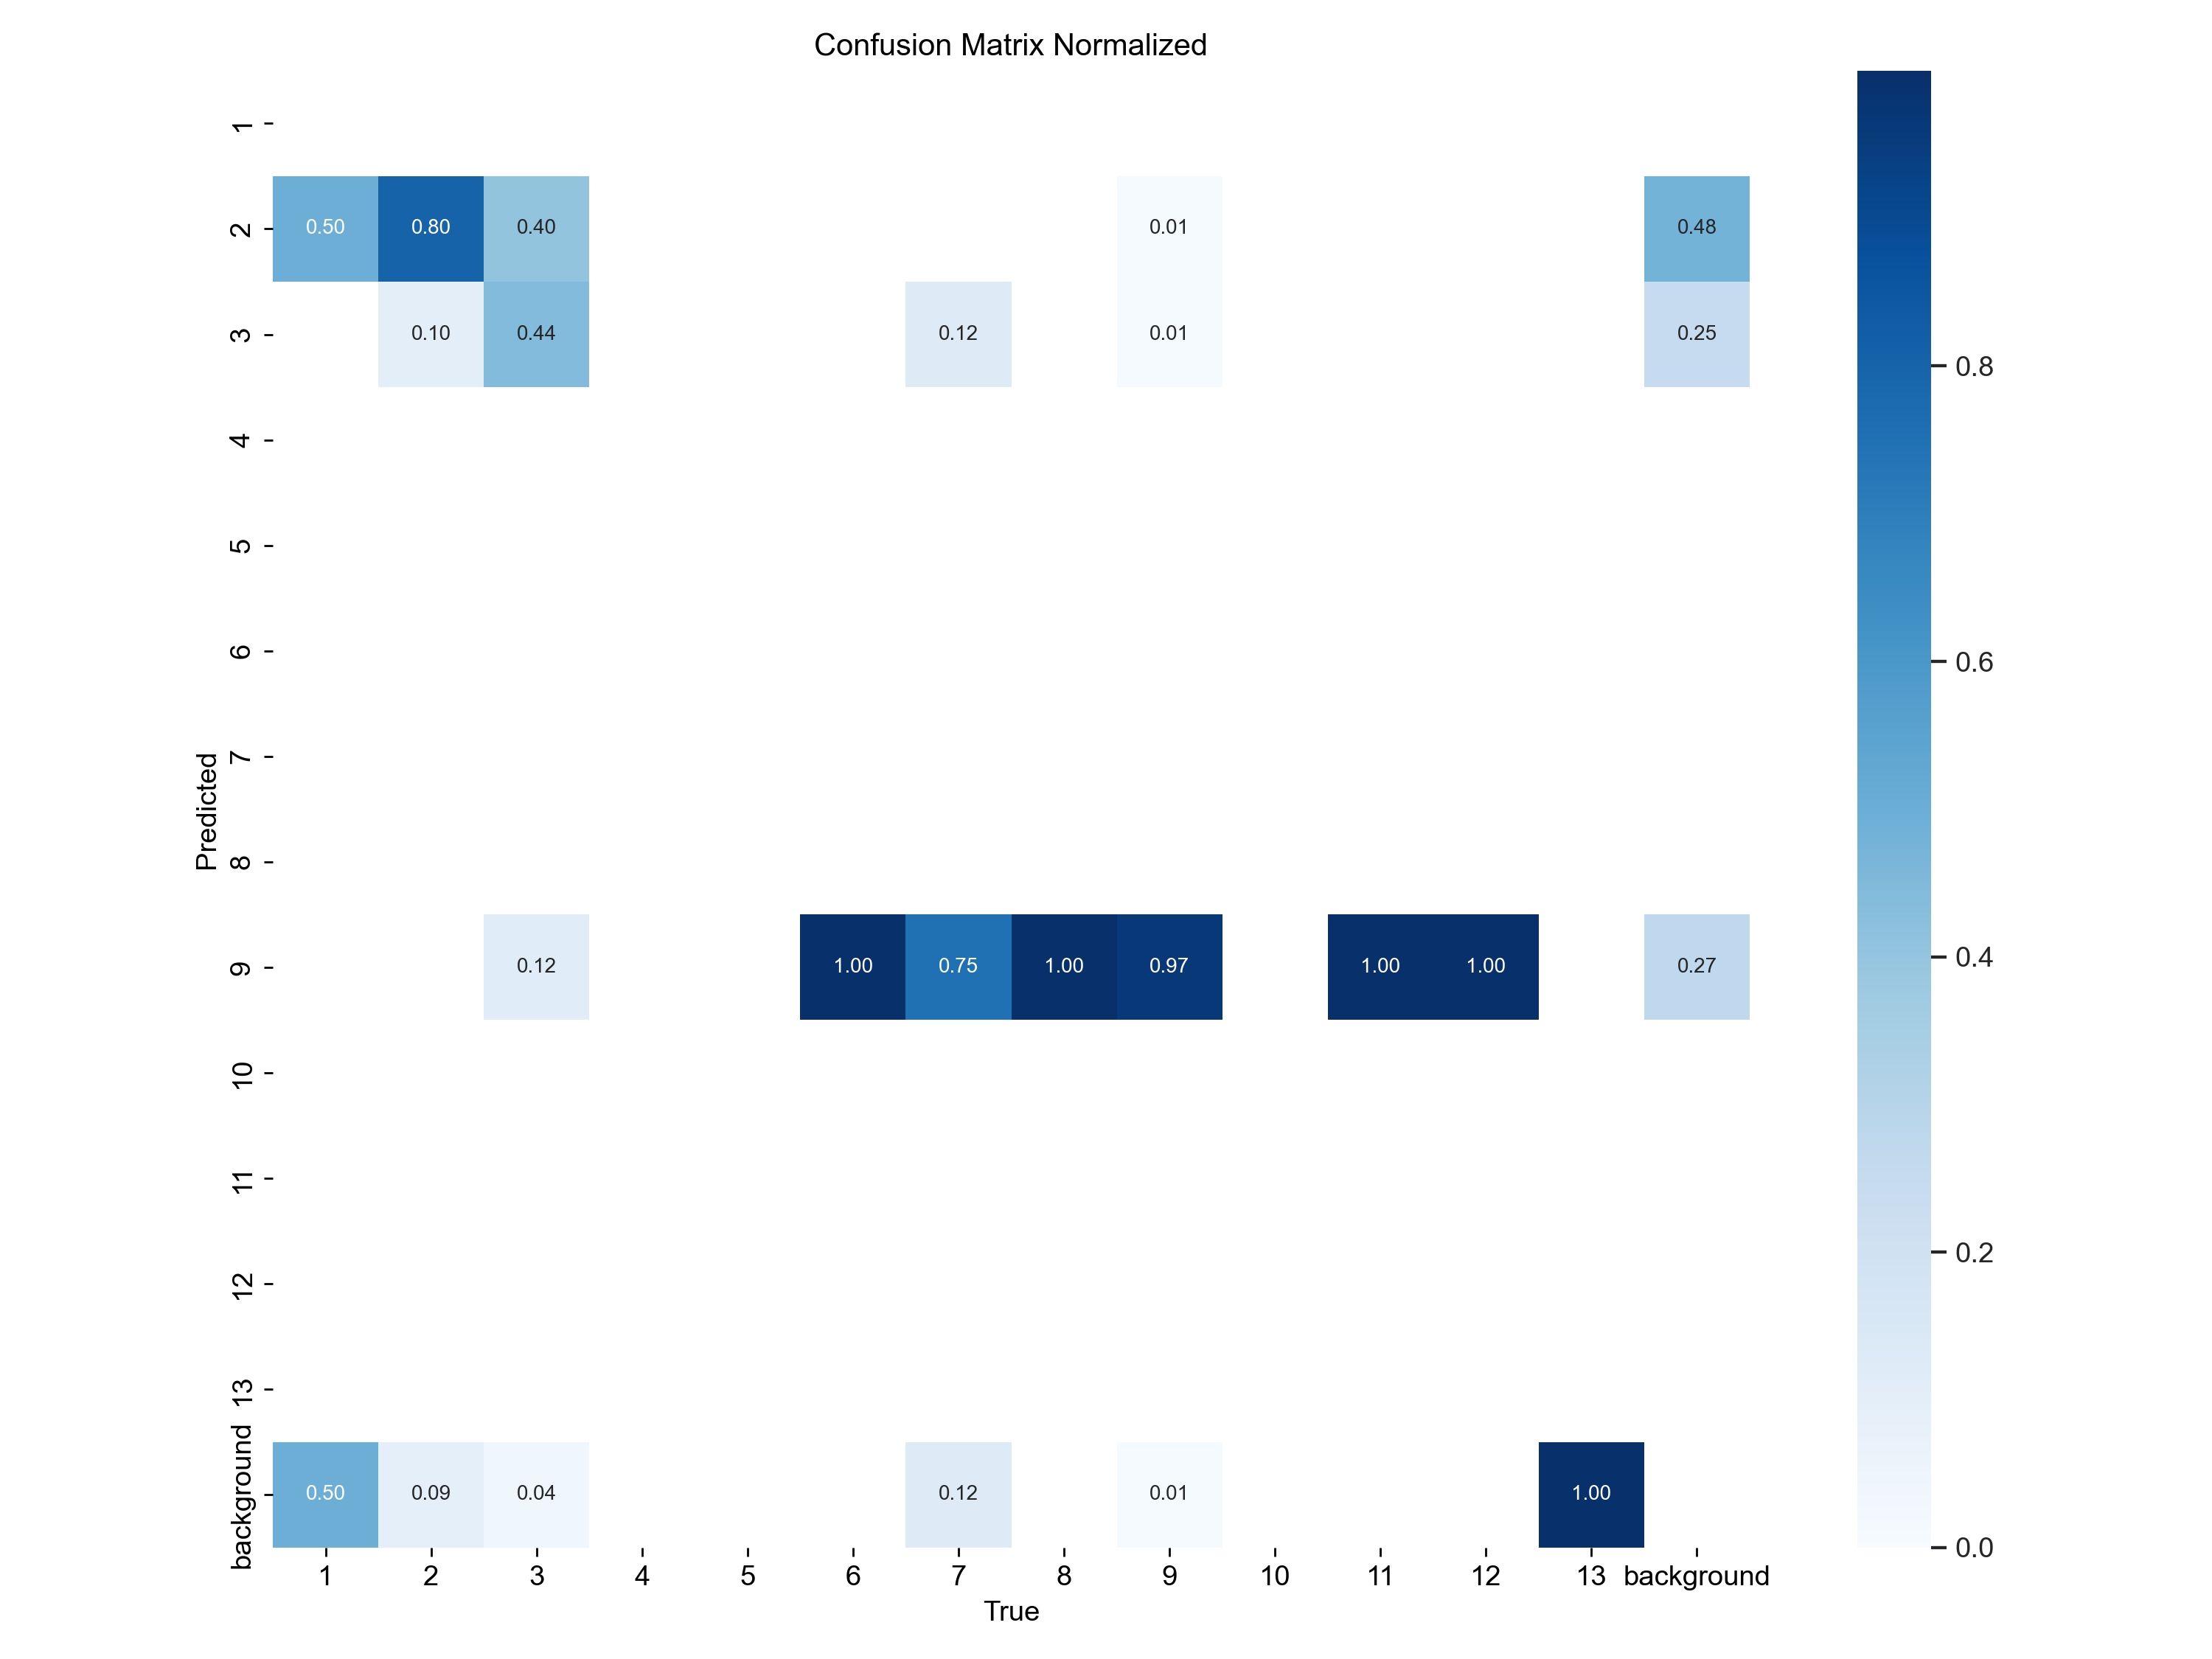 Confusion Matrix Normalized
1
2
0.50 0.80 0.40 0.01 0.48
3
0.10 0.44 0.12 0.01 0.25
4
5
6
7
8
9
0.12 1.00 0.75 1.00 0.97 1.00 1.00 0.27
10
11
12
13
background
0.50 0.09 0.04 0.12 0.01 1.00
Predicted
1 2 3 4 5 6 7 8 9 10 11 12 13 background
True
0.8
0.6
0.4
0.2
0.0